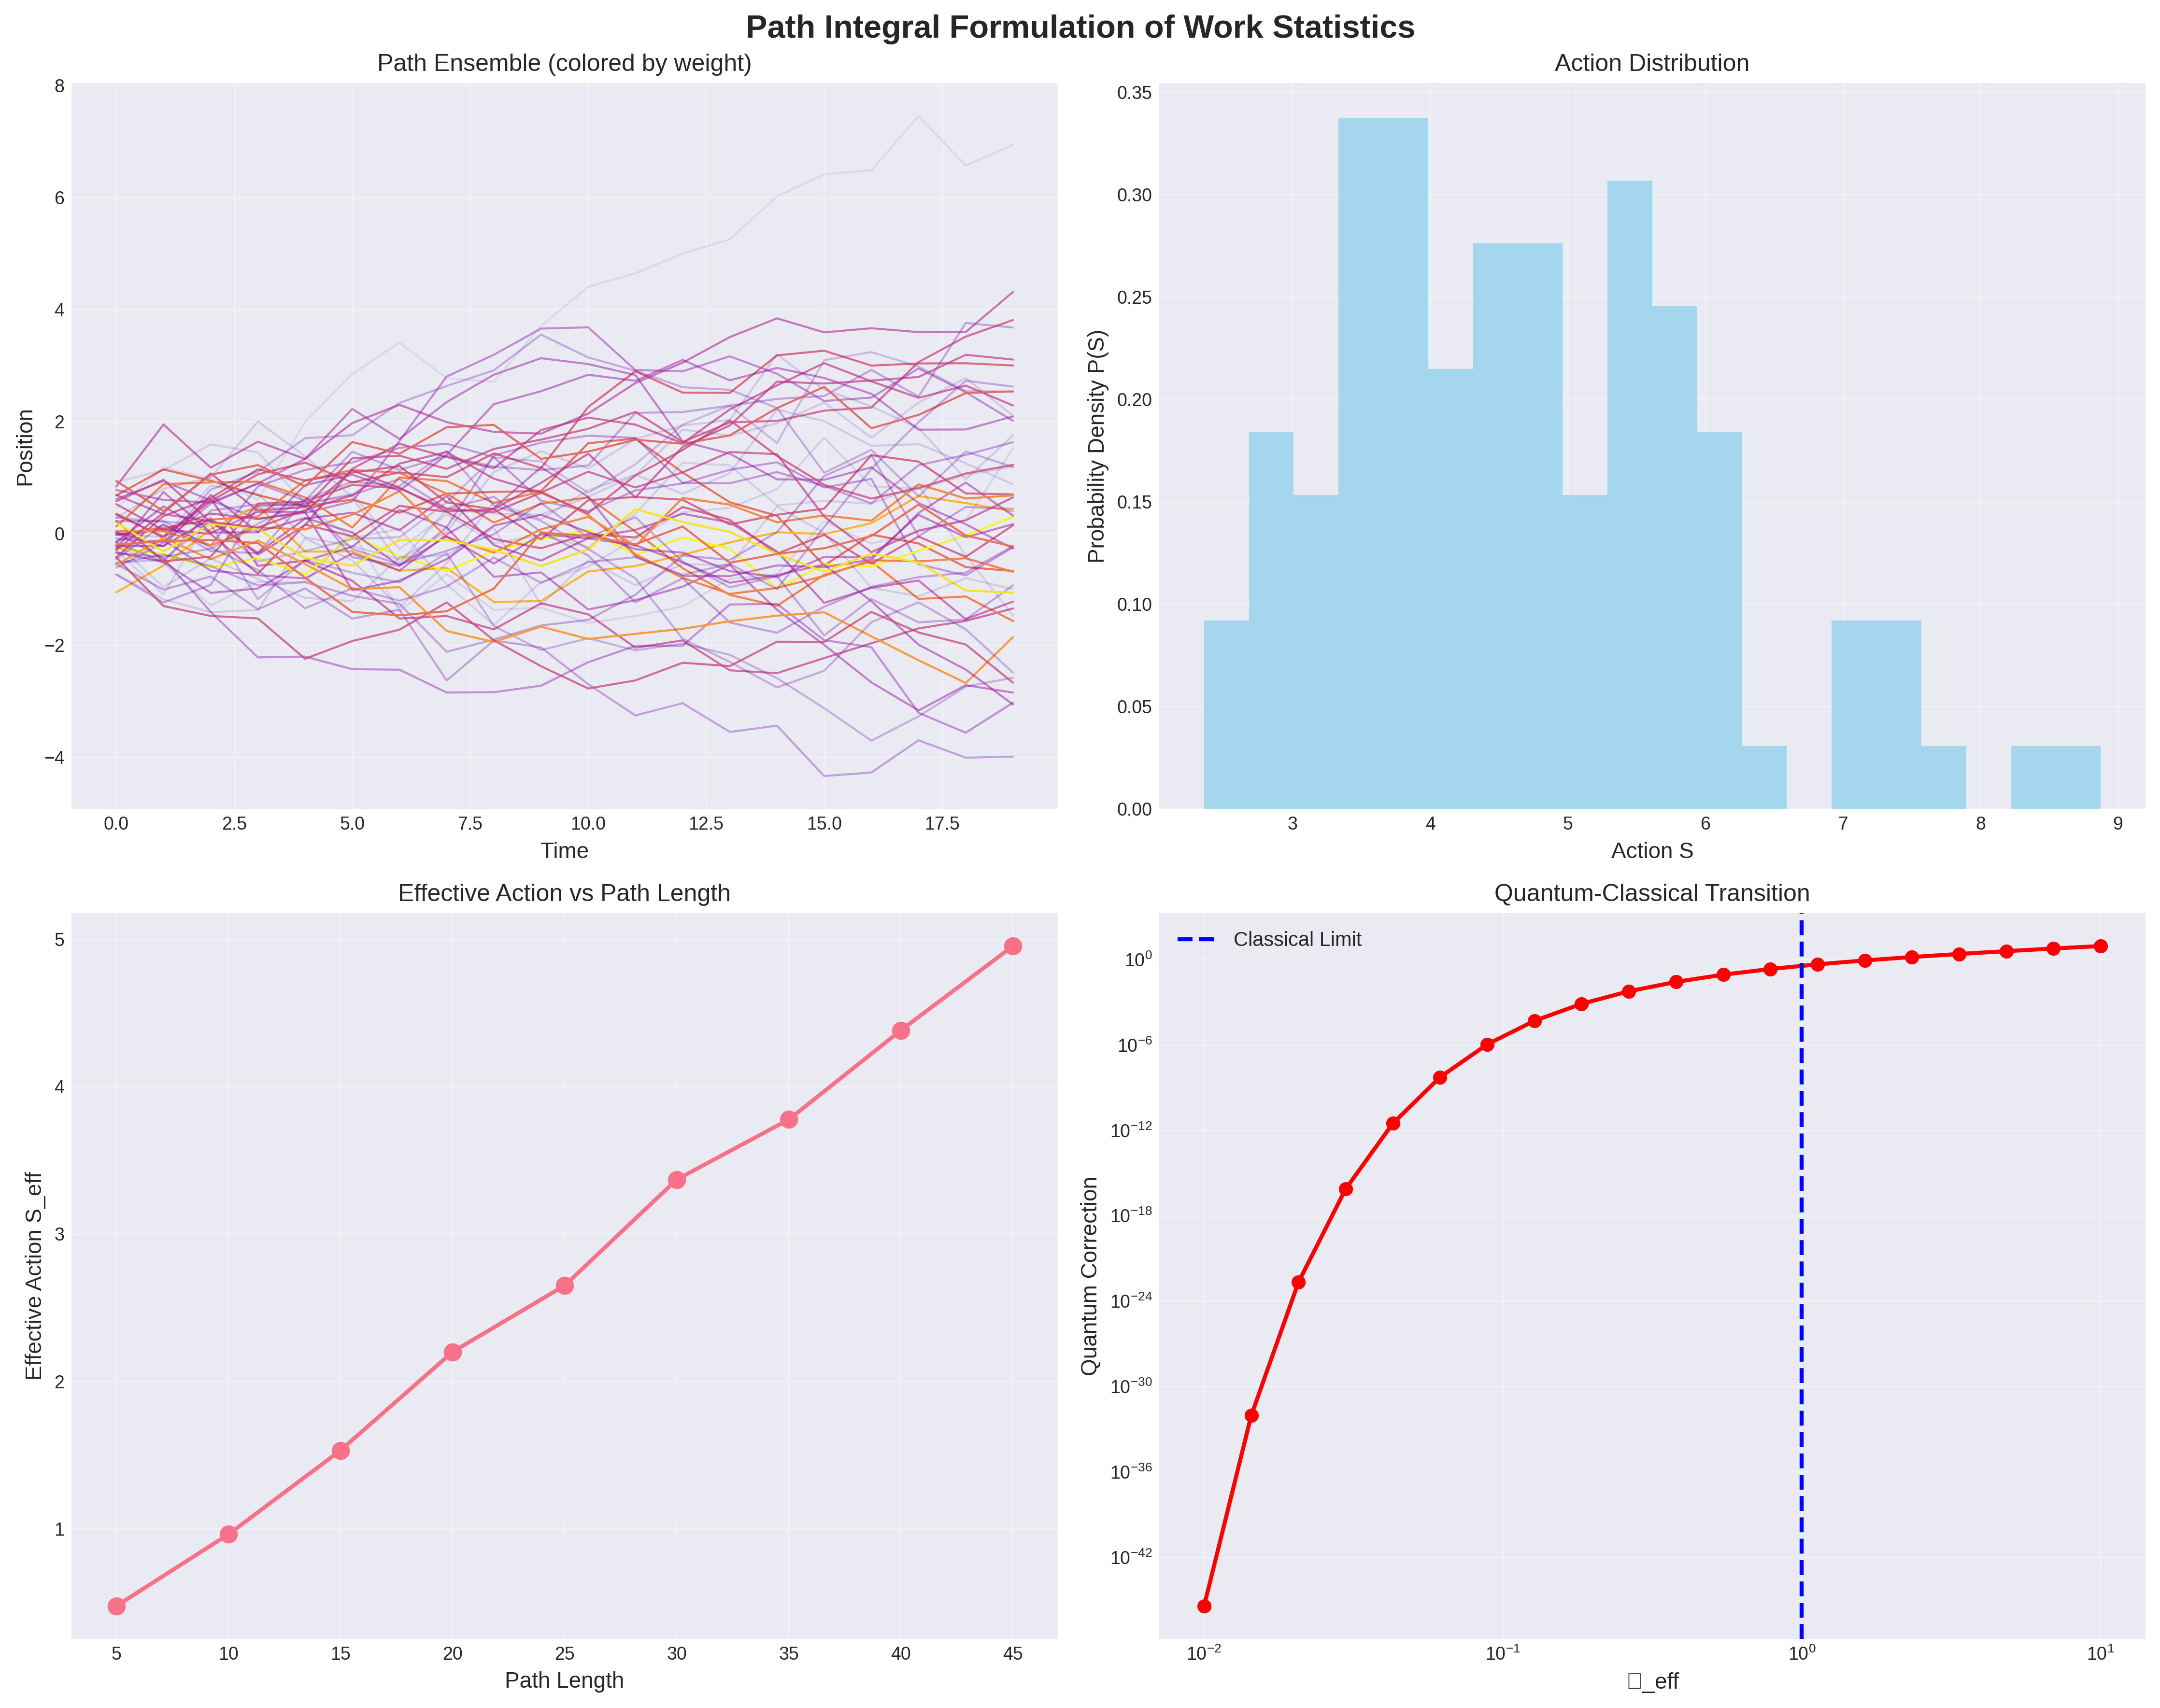 Path Integral Formulation of Work Statistics
Path Ensemble (colored by weight)
8
6
4
2
0
−2
−4
Position
0.0 2.5 5.0 7.5 10.0 12.5 15.0 17.5
Time
Action Distribution
0.35
0.30
0.25
0.20
0.15
0.10
0.05
0.00
Probability Density P(S)
3 4 5 6 7 8 9
Action S
Effective Action vs Path Length
5
4
3
2
1
Effective Action S_eff
5 10 15 20 25 30 35 40 45
Path Length
Quantum-Classical Transition
Classical Limit
10⁰
10⁻⁶
10⁻¹²
10⁻¹⁸
10⁻²⁴
10⁻³⁰
10⁻³⁶
10⁻⁴²
Quantum Correction
10⁻² 10⁻¹ 10⁰ 10¹
_eff